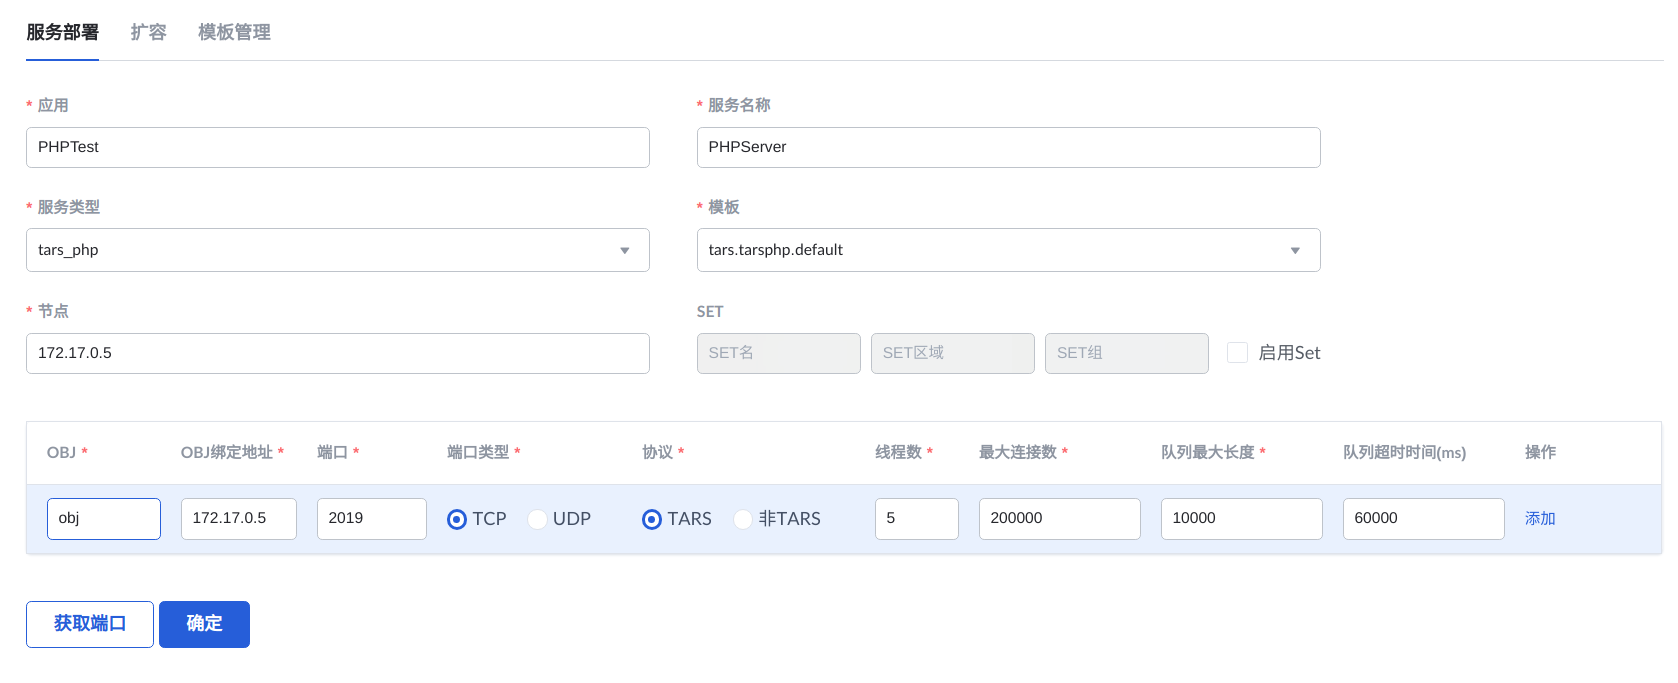 服务部署 扩容 模板管理
* 应用 * 服务名称
PHPTest PHPServer
* 服务类型 * 模板
tars_php tars.tarsphp.default
* 节点 SET
172.17.0.5 SET名 SET区域 SET组 启用Set
OBJ * OBJ绑定地址 * 端口 * 端口类型 * 协议 * 线程数 * 最大连接数 * 队列最大长度 * 队列超时时间(ms) 操作
obj 172.17.0.5 2019 TCP UDP TARS 非TARS 5 200000 10000 60000 添加
获取端口 确定